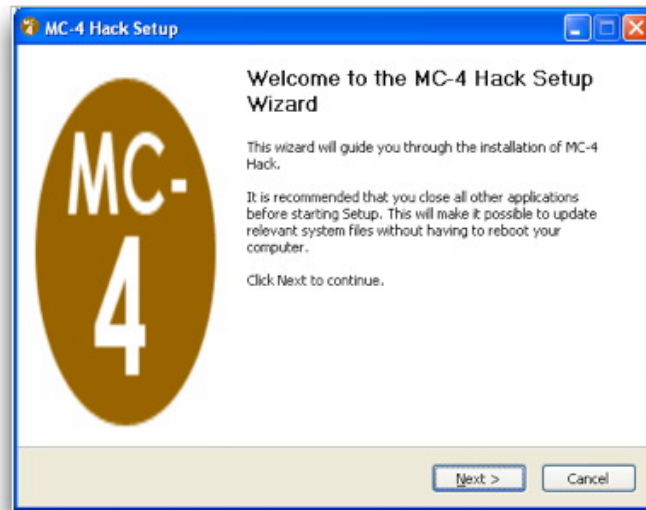 MC-4 Hack Setup
MC-
4
Welcome to the MC-4 Hack Setup
Wizard
This wizard will guide you through the installation of MC-4
Hack.
It is recommended that you close all other applications
before starting Setup. This will make it possible to update
relevant system files without having to reboot your
computer.
Click Next to continue.
Next >
Cancel